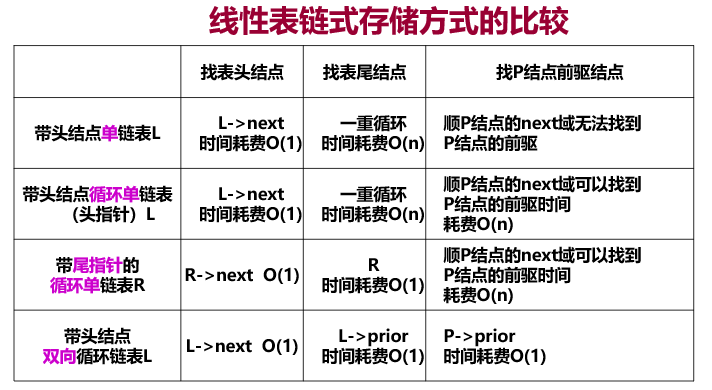 线性表链式存储方式的比较
找表头结点
找表尾结点
找P结点前驱结点
带头结点单链表L
L->next
时间耗费O(1)
一重循环
时间耗费O(n)
顺P结点的next域无法找到
P结点的前驱
带头结点循环单链表
（头指针）L
L->next
时间耗费O(1)
一重循环
时间耗费O(n)
顺P结点的next域可以找到
P结点的前驱时间
耗费O(n)
带尾指针的
循环单链表R
R->next O(1)
R
时间耗费O(1)
顺P结点的next域可以找到
P结点的前驱时间
耗费O(n)
带头结点
双向循环链表L
L->next O(1)
L->prior
时间耗费O(1)
P->prior
时间耗费O(1)